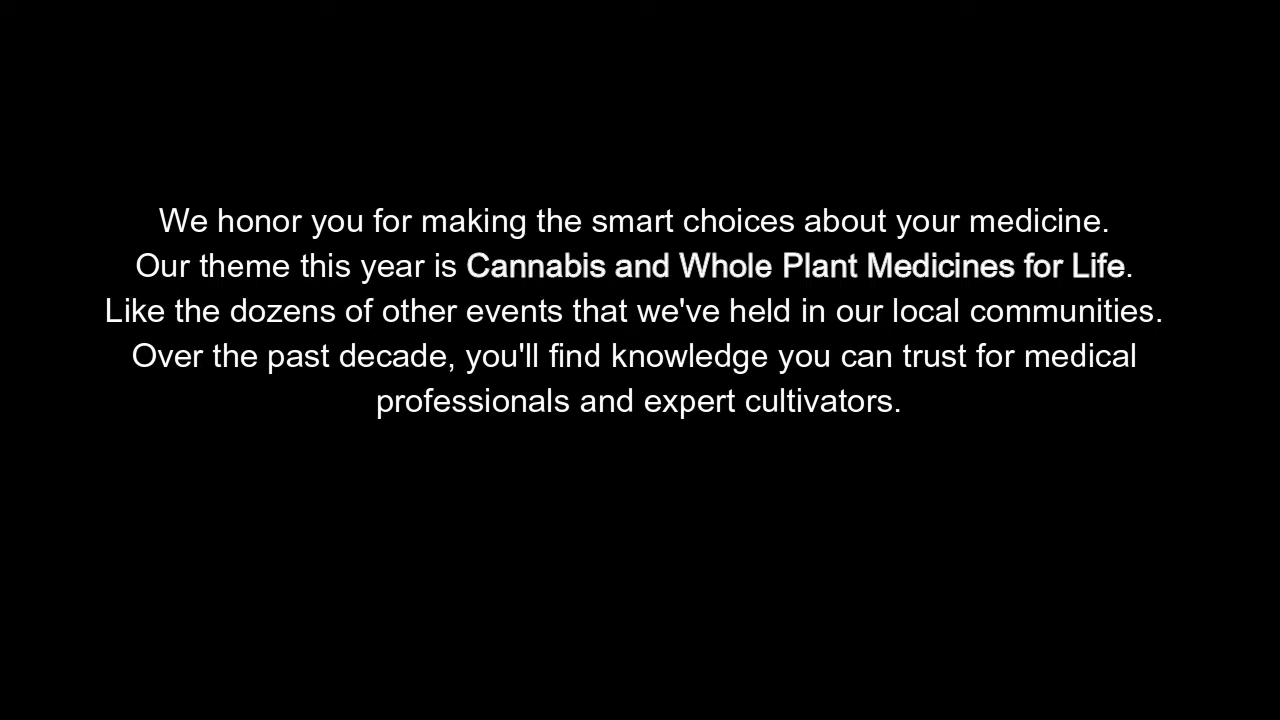 We honor you for making the smart choices about your medicine.
Our theme this year is Cannabis and Whole Plant Medicines for Life.
Like the dozens of other events that we've held in our local communities.
Over the past decade, you'll find knowledge you can trust for medical
professionals and expert cultivators.